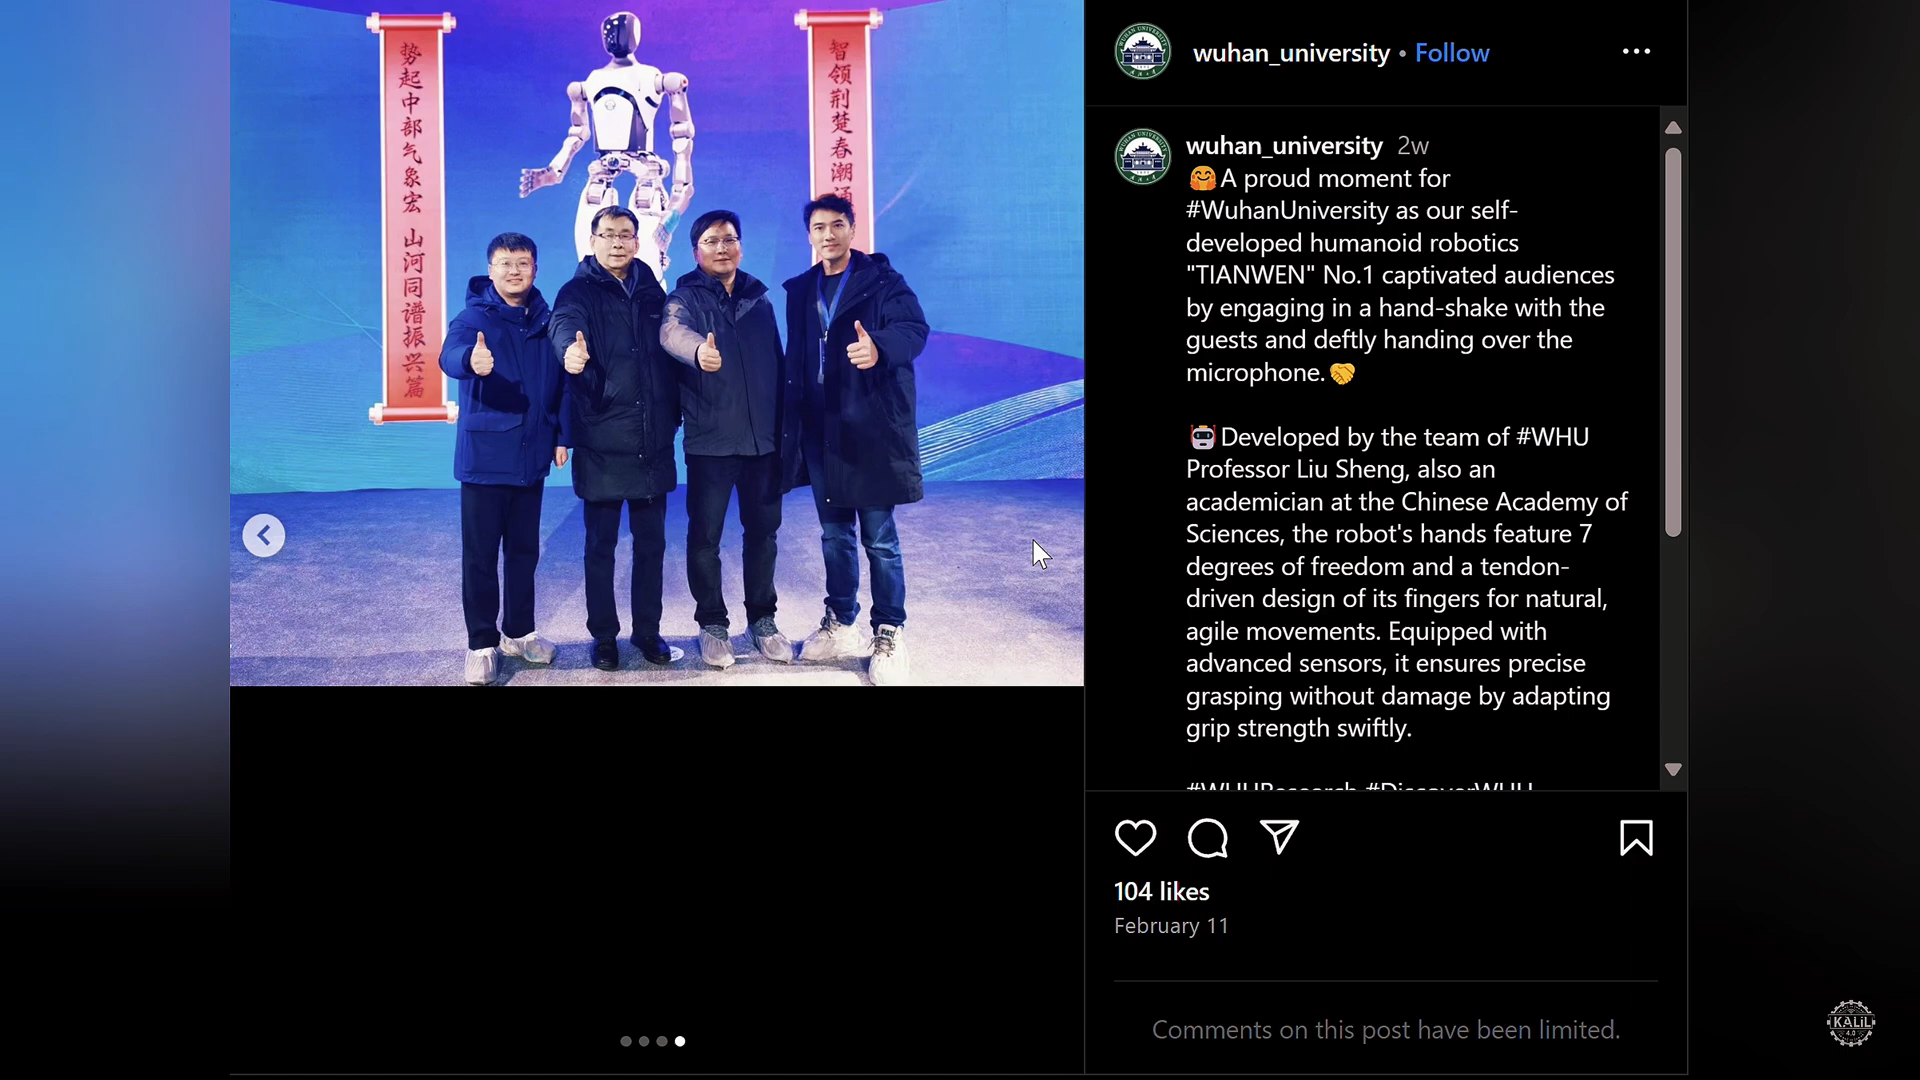 势起中部气象宏 山河同谱振兴篇
智领荆楚春潮涌
wuhan_university • Follow
wuhan_university 2w
🤗A proud moment for
#WuhanUniversity as our self-
developed humanoid robotics
"TIANWEN" No.1 captivated audiences
by engaging in a hand-shake with the
guests and deftly handing over the
microphone.🤝
🤖Developed by the team of #WHU
Professor Liu Sheng, also an
academician at the Chinese Academy of
Sciences, the robot's hands feature 7
degrees of freedom and a tendon-
driven design of its fingers for natural,
agile movements. Equipped with
advanced sensors, it ensures precise
grasping without damage by adapting
grip strength swiftly.
#WHUResearch #DiscoverWHU
104 likes
February 11
Comments on this post have been limited.
KALiL
4.0